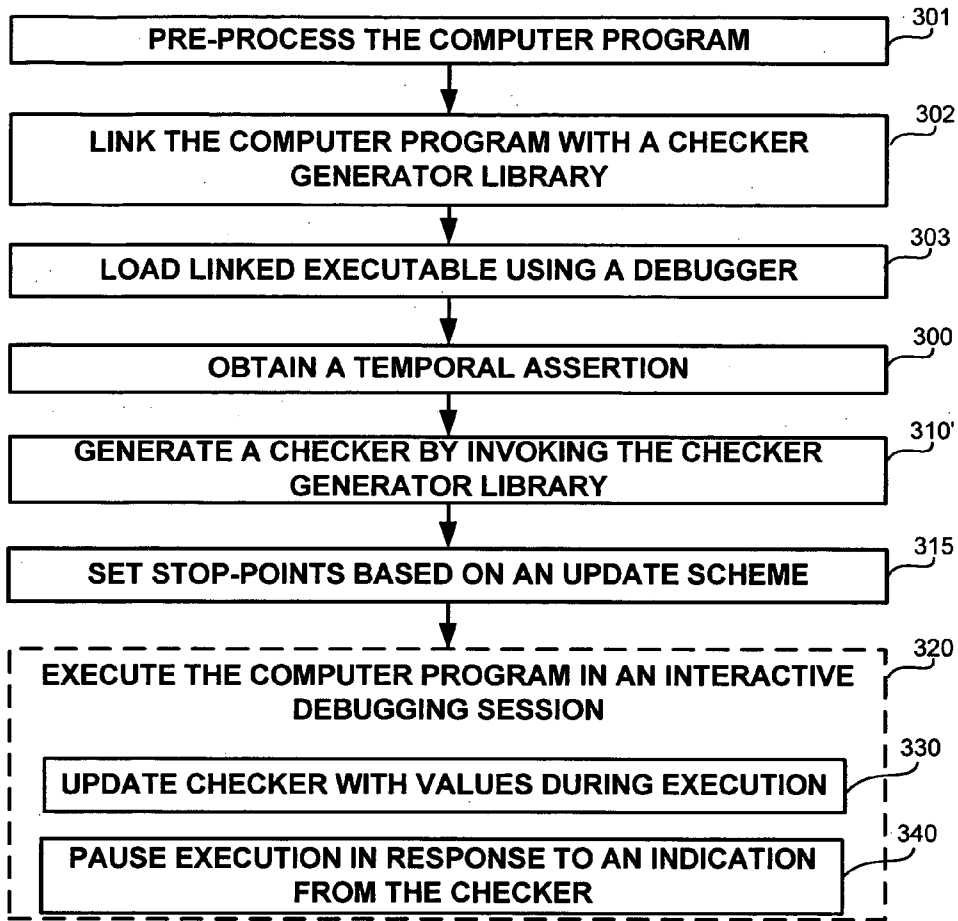 301
PRE-PROCESS THE COMPUTER PROGRAM
302
LINK THE COMPUTER PROGRAM WITH A CHECKER
GENERATOR LIBRARY
303
LOAD LINKED EXECUTABLE USING A DEBUGGER
300
OBTAIN A TEMPORAL ASSERTION
310'
GENERATE A CHECKER BY INVOKING THE CHECKER
GENERATOR LIBRARY
315
SET STOP-POINTS BASED ON AN UPDATE SCHEME
320
EXECUTE THE COMPUTER PROGRAM IN AN INTERACTIVE
DEBUGGING SESSION
330
UPDATE CHECKER WITH VALUES DURING EXECUTION
340
PAUSE EXECUTION IN RESPONSE TO AN INDICATION
FROM THE CHECKER